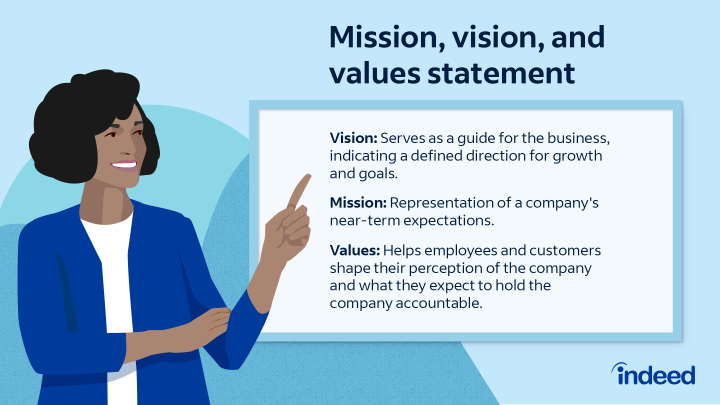 Mission, vision, and
values statement
Vision: Serves as a guide for the business,
indicating a defined direction for growth
and goals.
Mission: Representation of a company's
near-term expectations.
Values: Helps employees and customers
shape their perception of the company
and what they expect to hold the
company accountable.
indeed